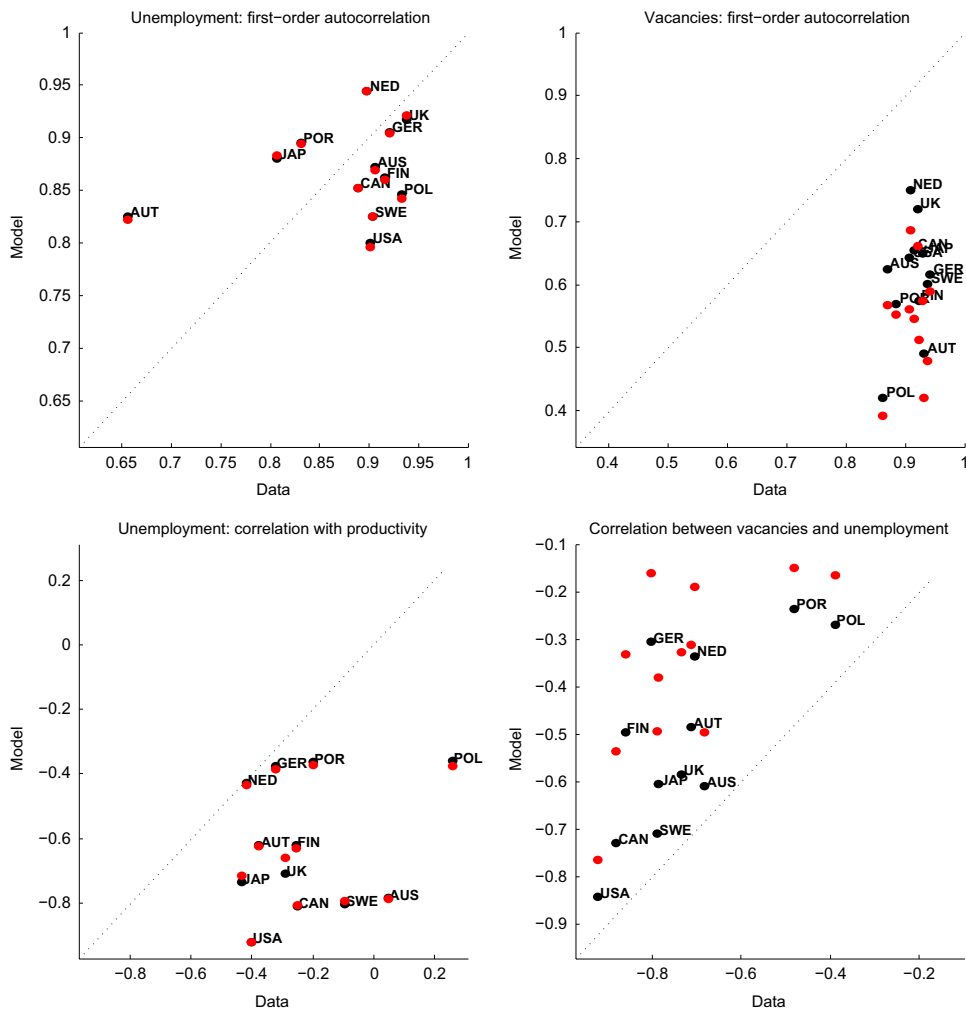 Unemployment: first−order autocorrelation
1
0.95
0.9
0.85
0.8
0.75
0.7
0.65
Model
NED
UK
GER
POR
JAP
AUS
FIN
CAN
POL
AUT
SWE
USA
0.65
0.7
0.75
0.8
0.85
0.9
0.95
1
Data
Vacancies: first−order autocorrelation
1
0.9
0.8
0.7
0.6
0.5
0.4
Model
NED
UK
CAN
JAP
USA
AUS
GER
SWE
FIN
POR
AUT
POL
0.4
0.5
0.6
0.7
0.8
0.9
1
Data
Unemployment: correlation with productivity
0.2
0
−0.2
−0.4
−0.6
−0.8
Model
GER
POR
POL
NED
AUT
FIN
UK
JAP
CAN
SWE
AUS
USA
−0.8
−0.6
−0.4
−0.2
0
0.2
Data
Correlation between vacancies and unemployment
−0.1
−0.2
−0.3
−0.4
−0.5
−0.6
−0.7
−0.8
−0.9
Model
POR
POL
GER
NED
FIN
AUT
UK
JAP
AUS
SWE
CAN
USA
−0.8
−0.6
−0.4
−0.2
Data